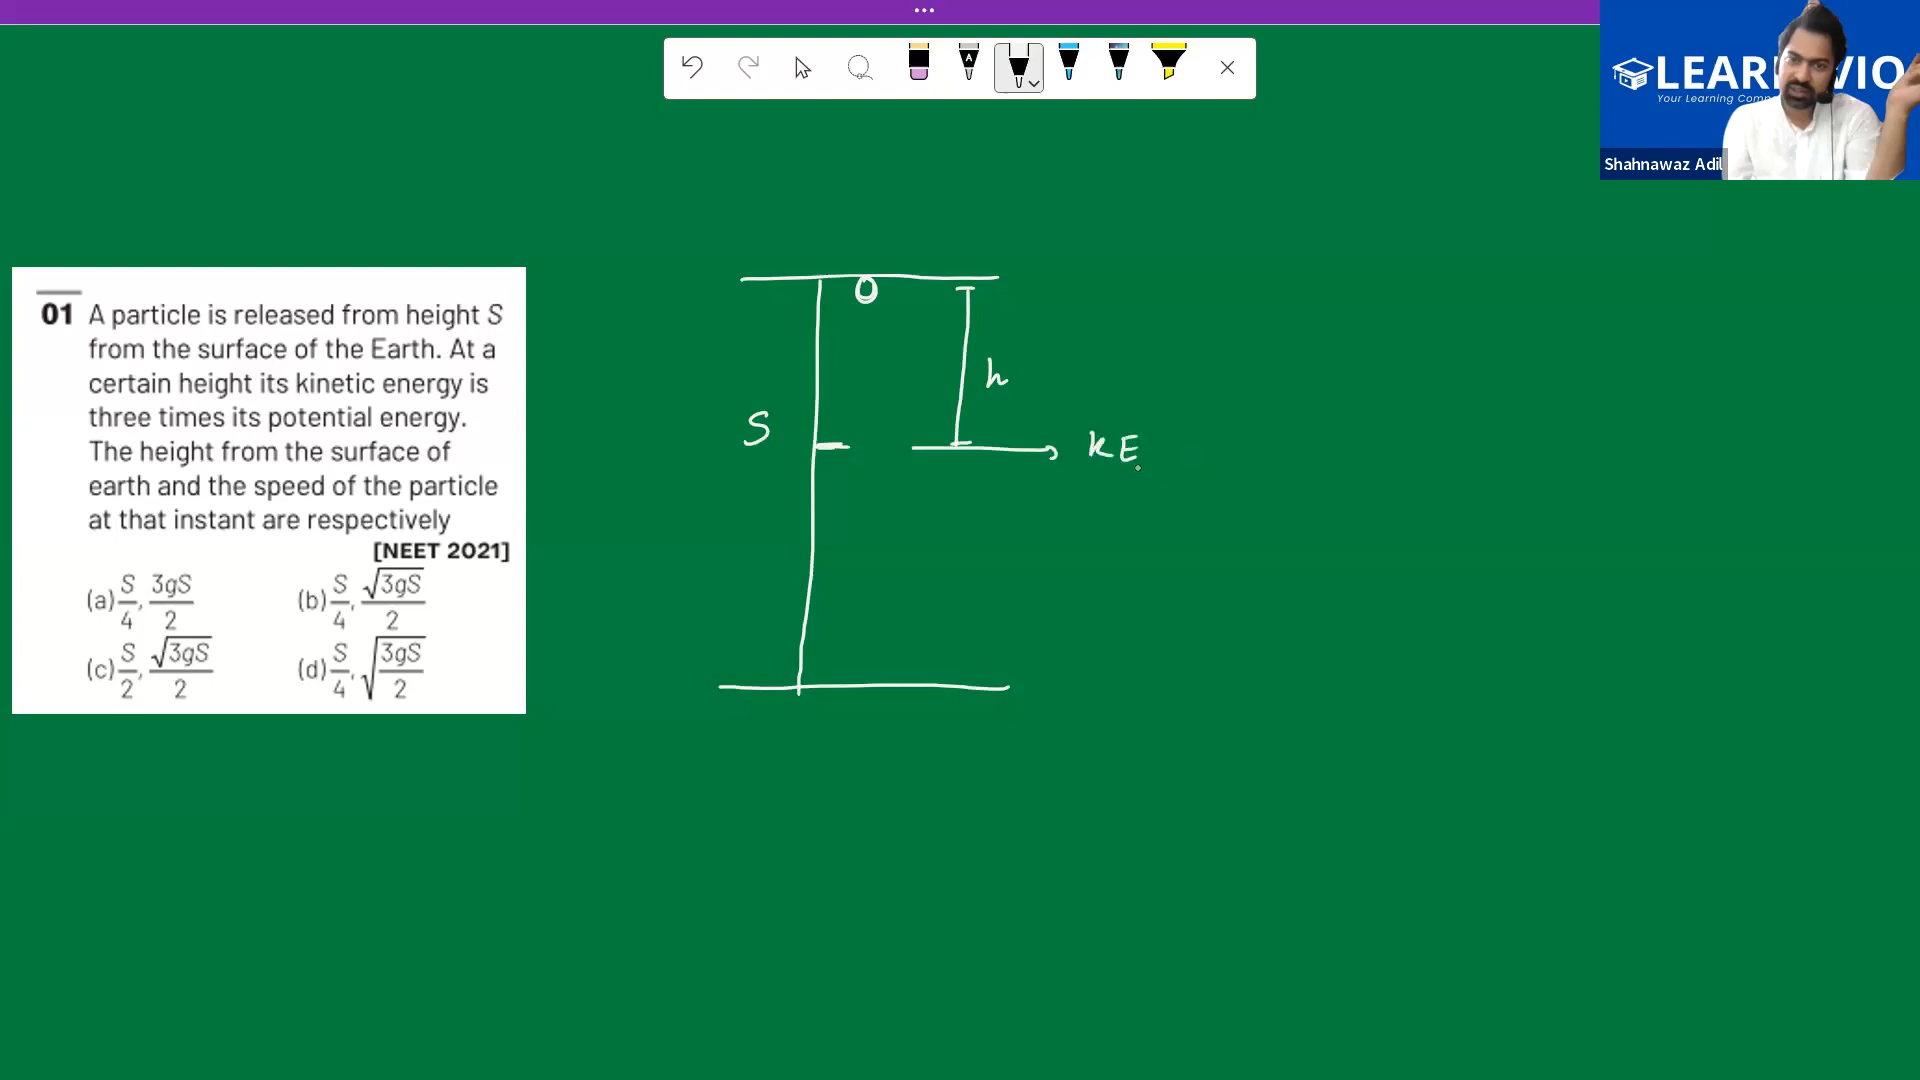 LEAR VIO
Your Learning Comp
Shahnawaz Adil
01 A particle is released from height S
from the surface of the Earth. At a
certain height its kinetic energy is
three times its potential energy.
The height from the surface of
earth and the speed of the particle
at that instant are respectively
[NEET 2021]
(a) S/4, 3gS/2 (b) S/4, √3gS/2
(c) S/2, √3gS/2 (d) S/4, √(3gS/2)
h
S
KE